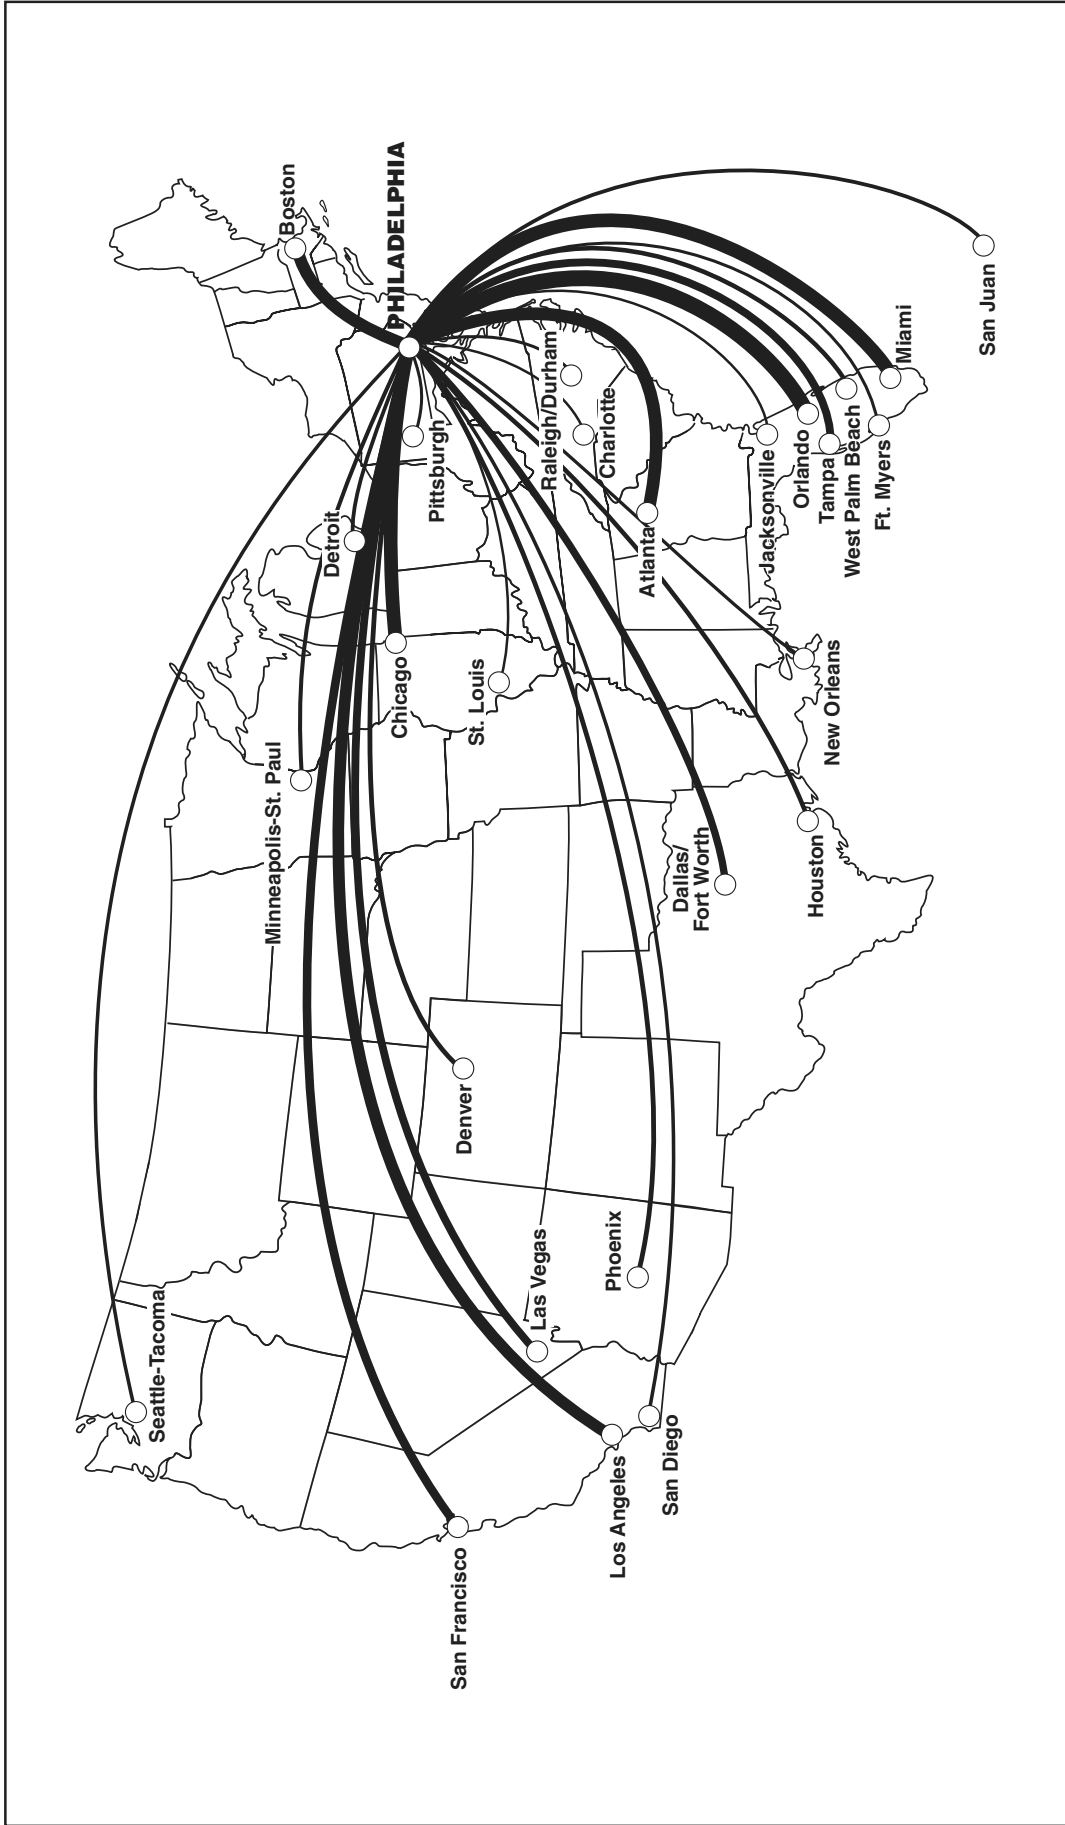 Boston
PHILADELPHIA
Pittsburgh
Detroit
Raleigh/Durham
Charlotte
Atlanta
Jacksonville
Orlando
Tampa
West Palm Beach
Ft. Myers
Miami
San Juan
Chicago
St. Louis
Minneapolis-St. Paul
New Orleans
Houston
Dallas/
Fort Worth
Denver
Phoenix
Las Vegas
Seattle-Tacoma
San Diego
Los Angeles
San Francisco